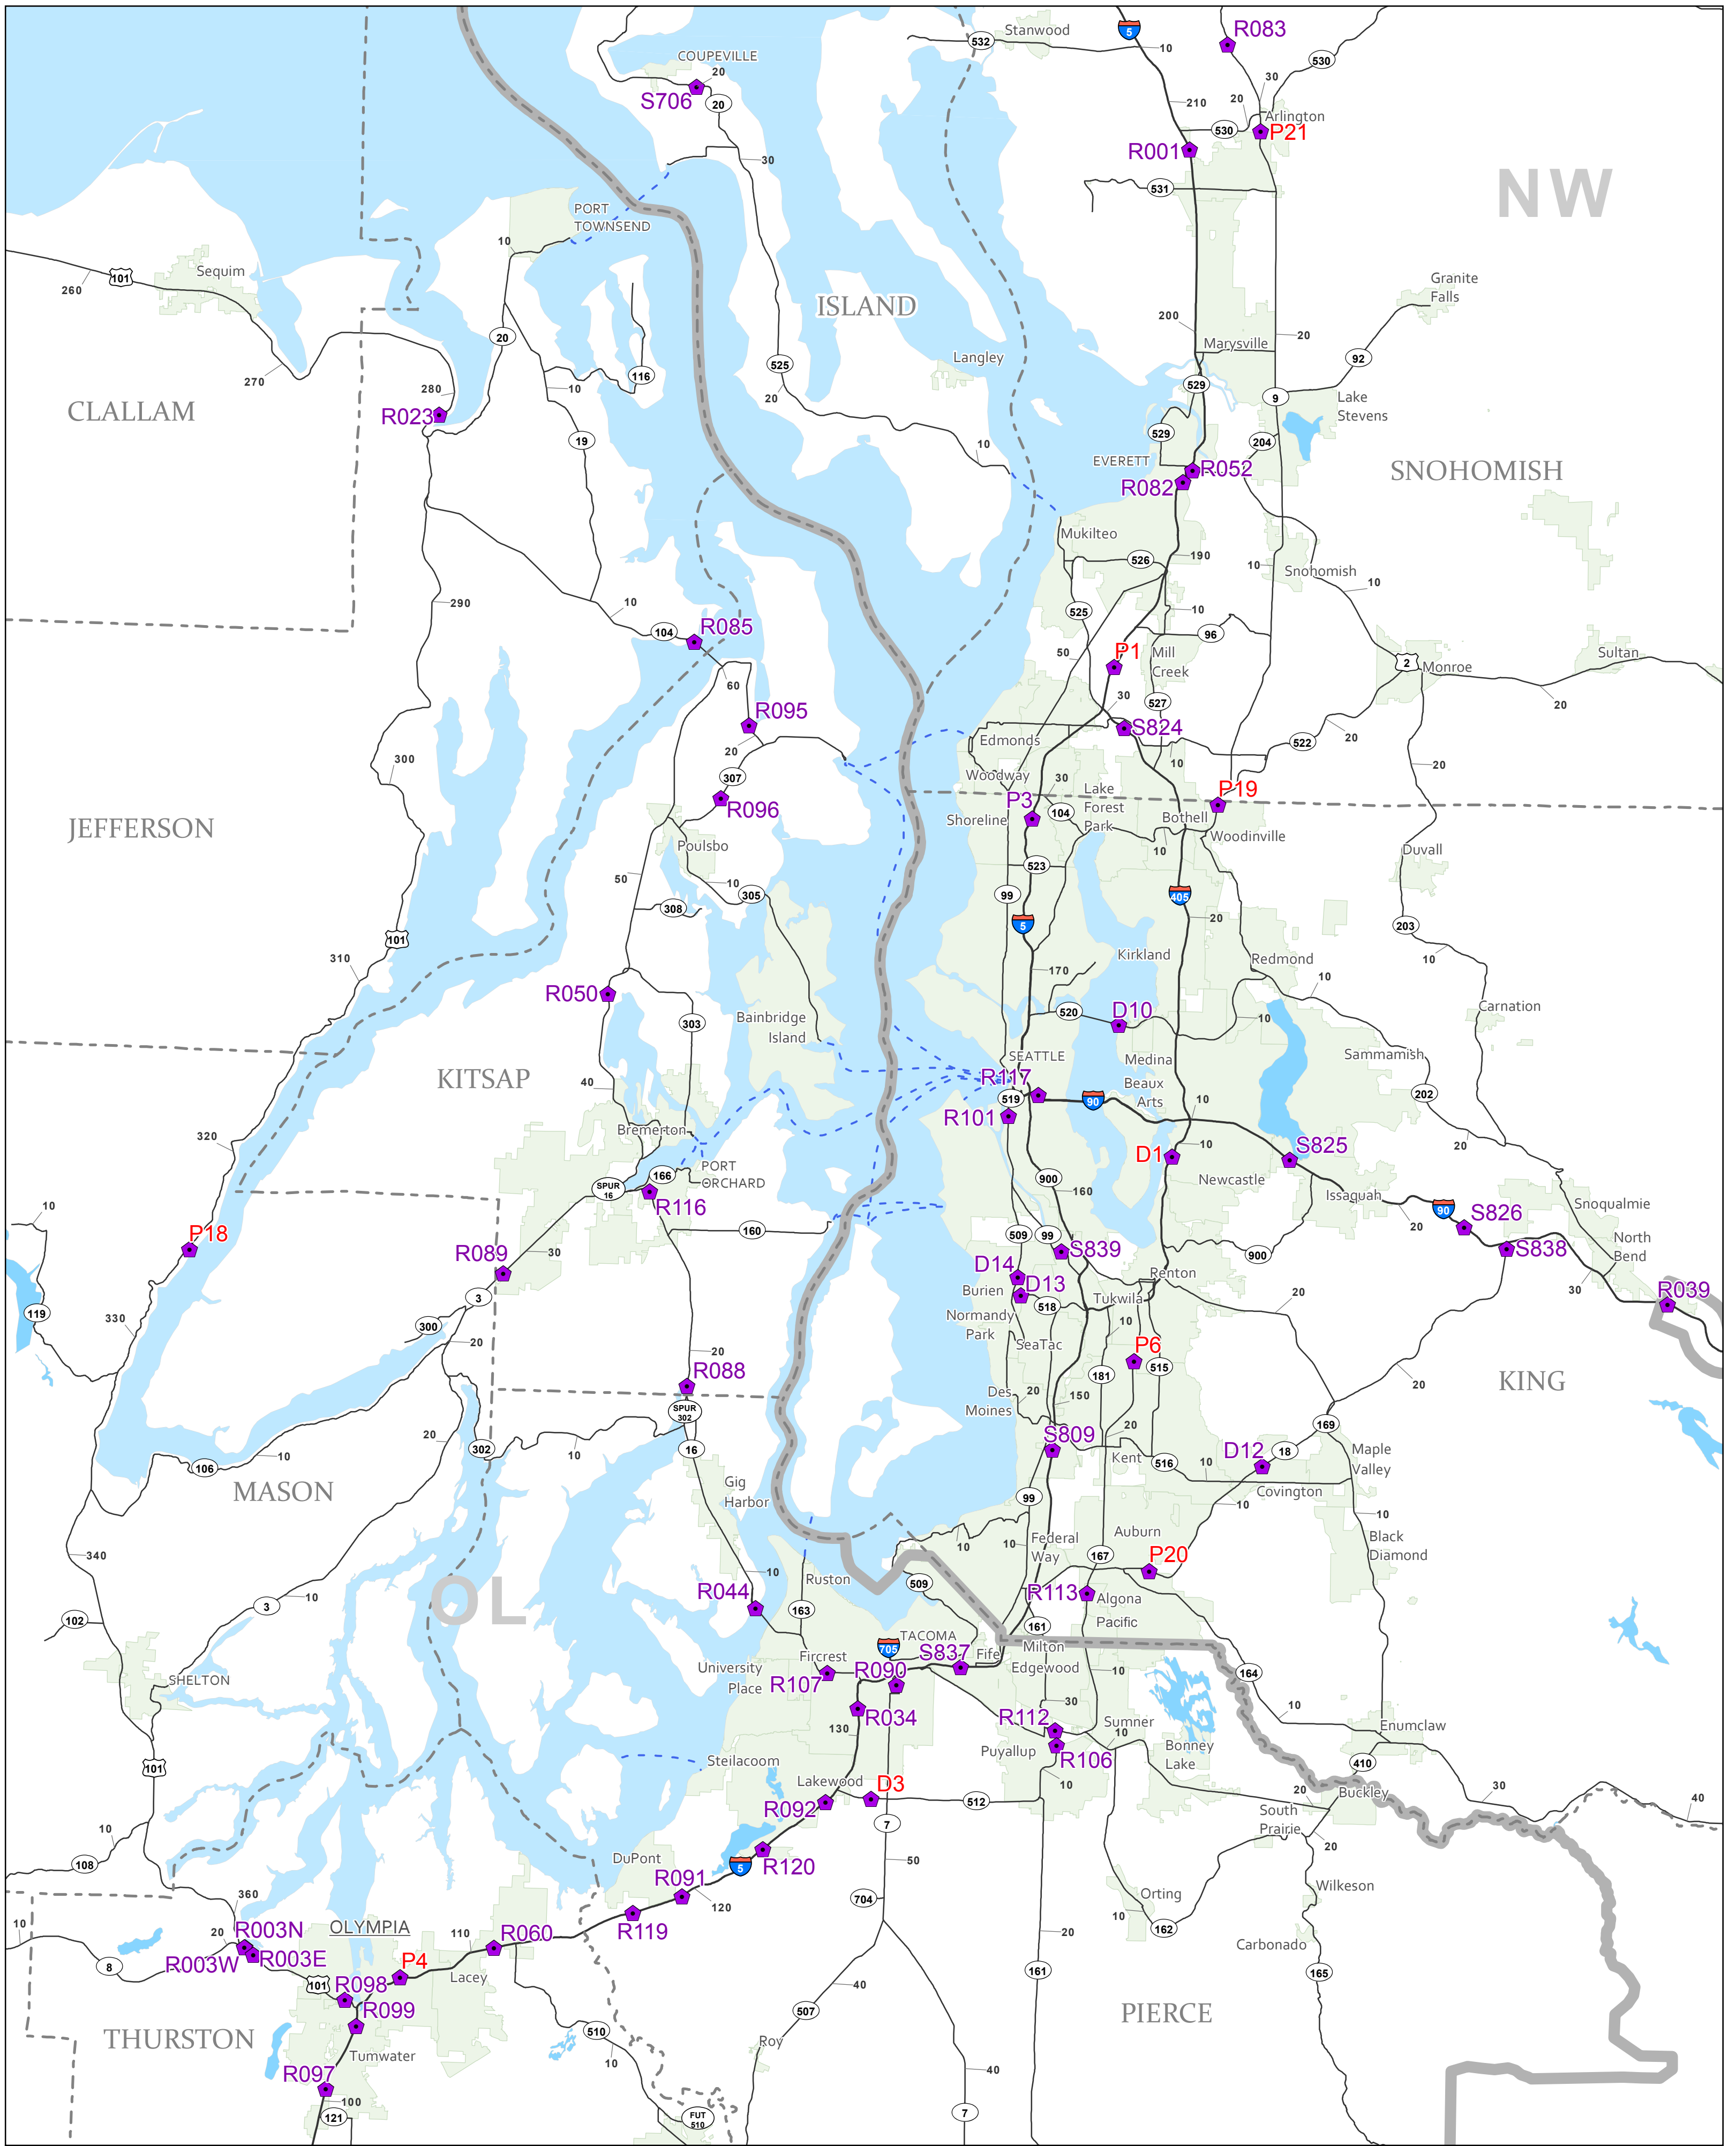 Stanwood
532
5
10
R083
530
COUPEVILLE
20
S706
20
30
20
210
Arlington
530
P21
R001
30
531
NW
PORT
TOWNSEND
10
Sequim
101
260
ISLAND
Granite
Falls
200
20
20
Marysville
92
525
Langley
116
270
280
10
20
529
9
Lake
Stevens
CLALLAM
R023
19
529
204
10
EVERETT
R052
SNOHOMISH
R082
Mukilteo
526
190
10
Snohomish
10
290
10
525
10
104
R085
96
50
P1
Mill
Creek
2
Monroe
Sultan
60
30
527
20
R095
S824
20
Edmonds
522
20
300
10
20
307
Woodway
30
R096
P3
Lake
Forest
Park
P19
104
Shoreline
Bothell
JEFFERSON
Poulsbo
10
Woodinville
Duvall
523
50
10
305
99
405
308
20
5
203
101
310
Kirkland
Redmond
10
170
10
R050
Carnation
520
D10
Bainbridge
Island
303
10
SEATTLE
Medina
Sammamish
KITSAP
R117
Beaux
Arts
40
519
90
10
202
R101
Bremerton
320
10
20
D1
S825
PORT
ORCHARD
166
SPUR
16
900
Newcastle
Issaquah
R116
160
90
Snoqualmie
10
20
S826
P18
160
509
99
S839
North
Bend
R089
30
900
S838
D14
Renton
Burien
D13
30
R039
3
518
Tukwila
20
119
Normandy
Park
330
300
10
20
SeaTac
20
P6
R088
181
515
KING
Des
Moines
20
150
20
SPUR
302
20
169
20
S809
302
16
Kent
D12
18
Maple
Valley
10
516
10
106
10
MASON
Gig
Harbor
99
10
Covington
10
Federal
Way
Auburn
Black
Diamond
340
10
10
167
P20
10
Ruston
509
OL
R044
R113
Algona
3
10
163
102
161
Pacific
TACOMA
705
S837
Fife
Milton
Fircrest
University
Place
R090
Edgewood
10
164
SHELTON
R107
30
10
R034
R112
130
Sumner
10
Enumclaw
Puyallup
R106
Bonney
Lake
Steilacoom
410
101
Lakewood
D3
10
30
R092
512
20
Buckley
40
7
South
Prairie
10
20
108
DuPont
R120
5
50
R091
Wilkeson
360
120
704
Orting
10
10
R119
162
20
R003N
OLYMPIA
110
R060
20
Carbonado
R003W
R003E
P4
8
Lacey
161
165
101
R098
40
R099
507
PIERCE
THURSTON
510
10
Roy
Tumwater
40
R097
100
121
FUT
510
7